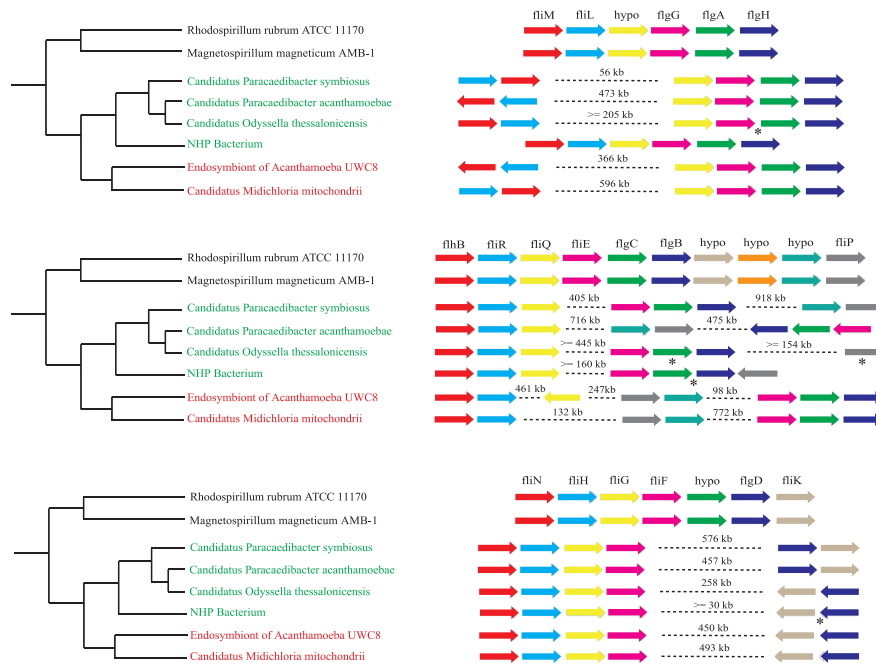 fliM fliL hypo flgG flgA flgH
Rhodospirillum rubrum ATCC 11170
Magnetospirillum magneticum AMB-1
Candidatus Paracaedibacter symbiosus 56 kb
Candidatus Paracaedibacter acanthamoebae 473 kb
Candidatus Odyssella thessalonicensis >= 205 kb
*
NHP Bacterium
Endosymbiont of Acanthamoeba UWC8 366 kb
Candidatus Midichloria mitochondrii 596 kb
flhB fliR fliQ fliE flgC flgB hypo hypo hypo fliP
Rhodospirillum rubrum ATCC 11170
Magnetospirillum magneticum AMB-1
Candidatus Paracaedibacter symbiosus 405 kb 918 kb
Candidatus Paracaedibacter acanthamoebae 716 kb 475 kb
Candidatus Odyssella thessalonicensis >= 445 kb >= 154 kb
* *
NHP Bacterium >= 160 kb
*
Endosymbiont of Acanthamoeba UWC8 461 kb 247kb 98 kb
Candidatus Midichloria mitochondrii 132 kb 772 kb
fliN fliH fliG fliF hypo flgD fliK
Rhodospirillum rubrum ATCC 11170
Magnetospirillum magneticum AMB-1
Candidatus Paracaedibacter symbiosus 576 kb
Candidatus Paracaedibacter acanthamoebae 457 kb
Candidatus Odyssella thessalonicensis 258 kb
NHP Bacterium >= 30 kb
*
Endosymbiont of Acanthamoeba UWC8 450 kb
Candidatus Midichloria mitochondrii 493 kb